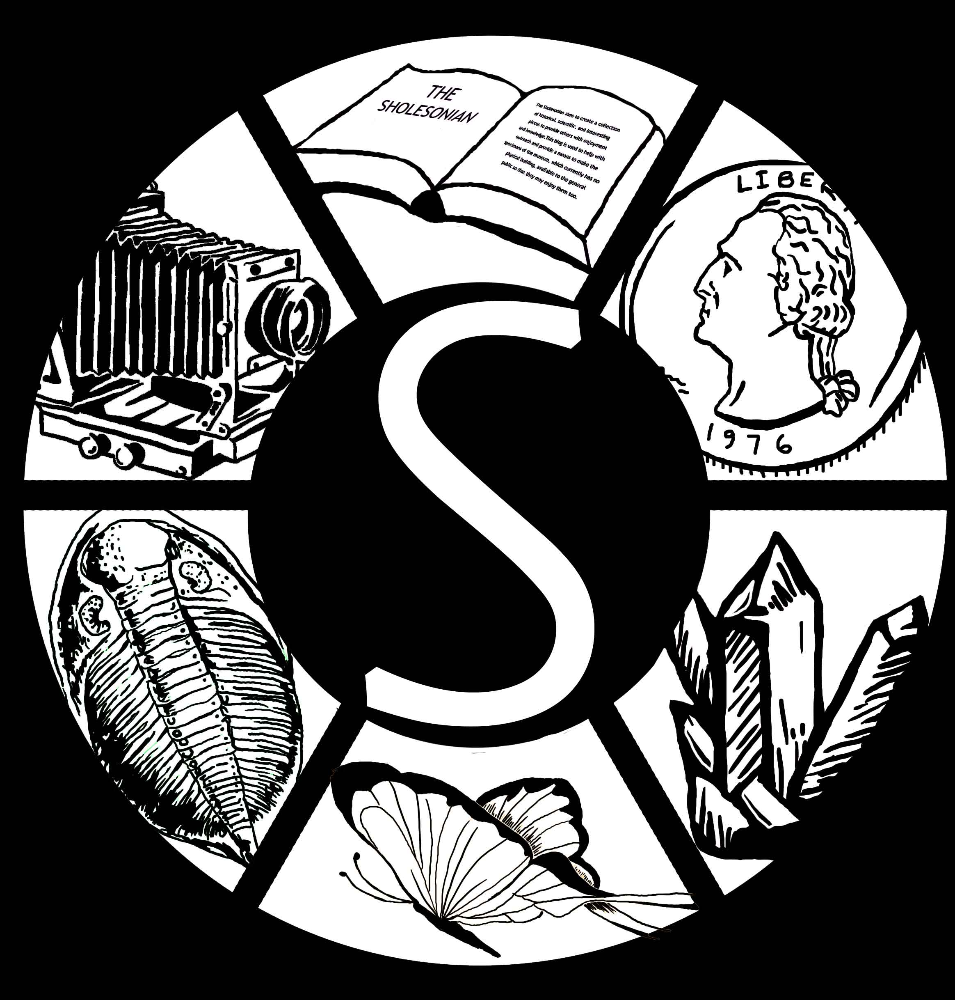 THE
SHOLESONIAN
The Sholesonian aims to create a collection
of historical, scientific, and interesting
pieces to provide others with enjoyment
and knowledge. This blog is used to help with
outreach and provide a means to make the
specimens of the museum, which currently has no
physical building, available to the general
public so that they may enjoy them too.
LIBER
1976
S